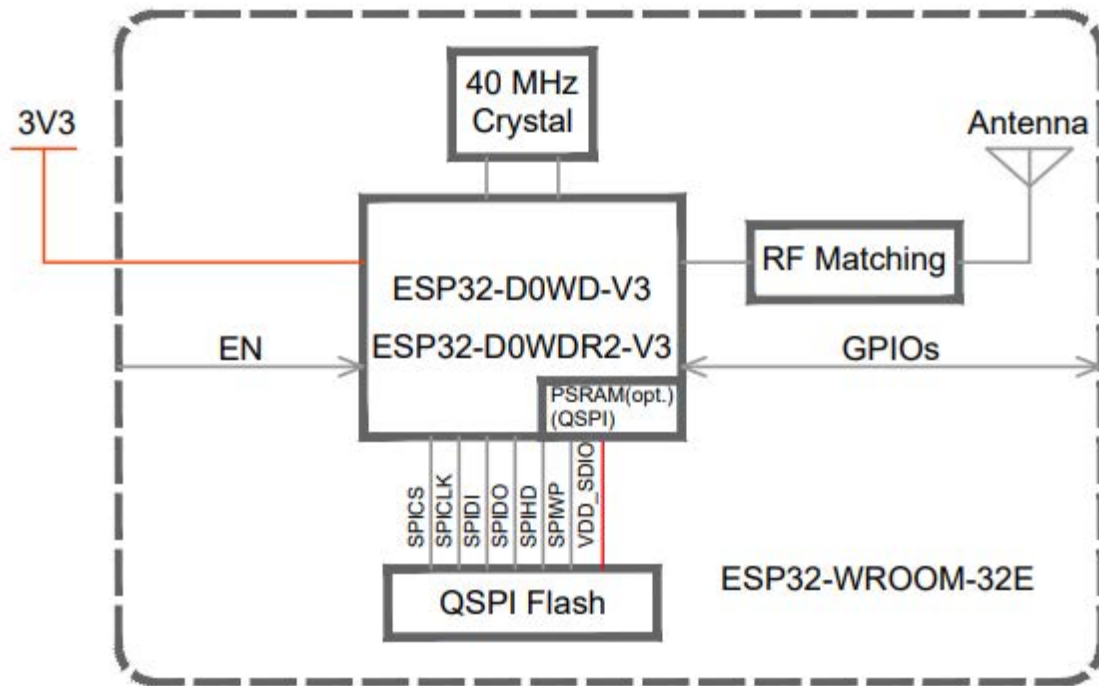 40 MHz
Crystal
3V3
Antenna
RF Matching
ESP32-D0WD-V3
ESP32-D0WDR2-V3
EN
GPIOs
PSRAM(opt.)
(QSPI)
SPICS
SPICLK
SPIDI
SPIDO
SPIHD
SPIWP
VDD_SDIO
QSPI Flash
ESP32-WROOM-32E